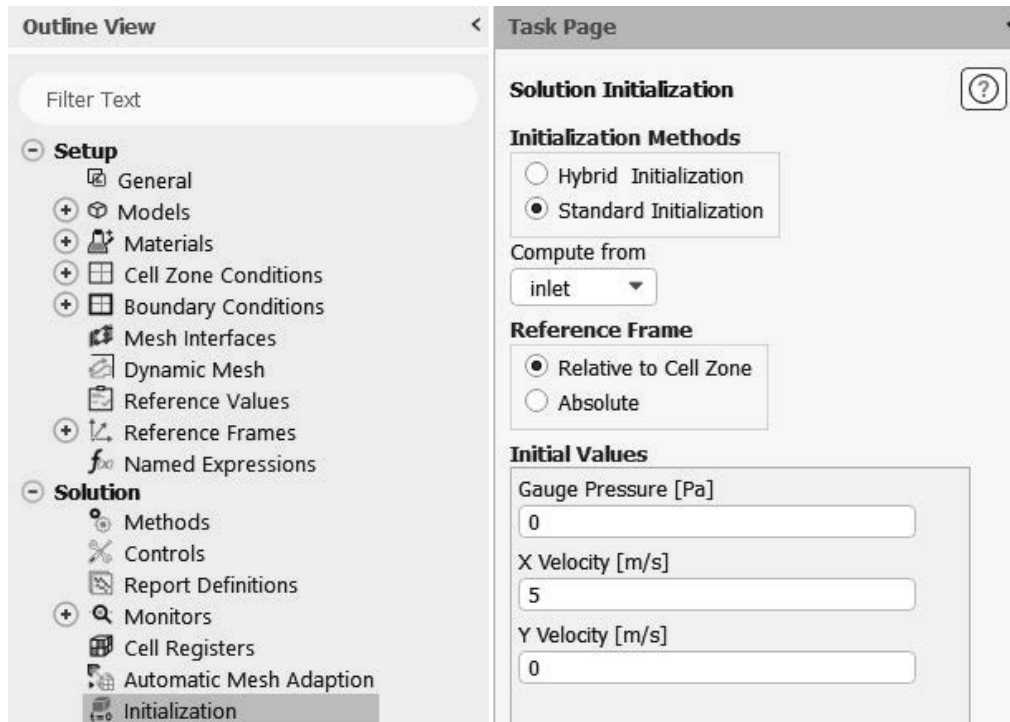 Outline View
Filter Text
Setup
General
Models
Materials
Cell Zone Conditions
Boundary Conditions
Mesh Interfaces
Dynamic Mesh
Reference Values
Reference Frames
Named Expressions
Solution
Methods
Controls
Report Definitions
Monitors
Cell Registers
Automatic Mesh Adaption
Initialization
Task Page
Solution Initialization
Initialization Methods
Hybrid Initialization
Standard Initialization
Compute from
inlet
Reference Frame
Relative to Cell Zone
Absolute
Initial Values
Gauge Pressure [Pa]
0
X Velocity [m/s]
5
Y Velocity [m/s]
0